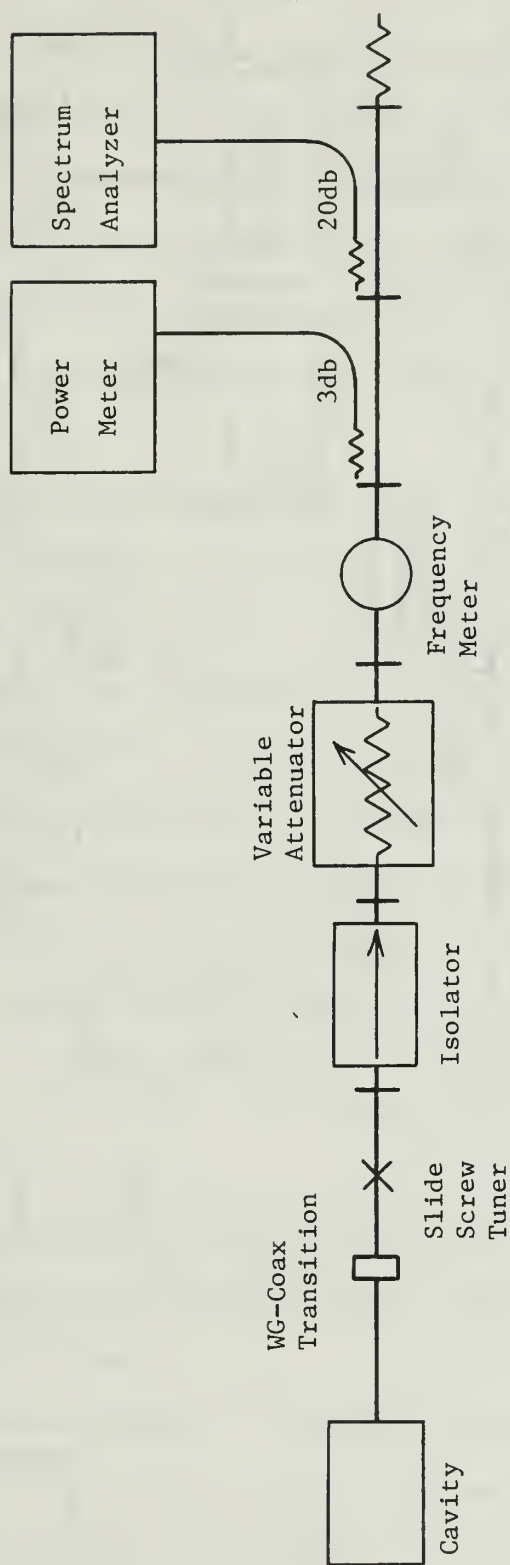 Spectrum
Analyzer
Power
Meter
20db
3db
Frequency
Meter
Variable
Attenuator
Isolator
Slide
Screw
Tuner
WG-Coax
Transition
Cavity